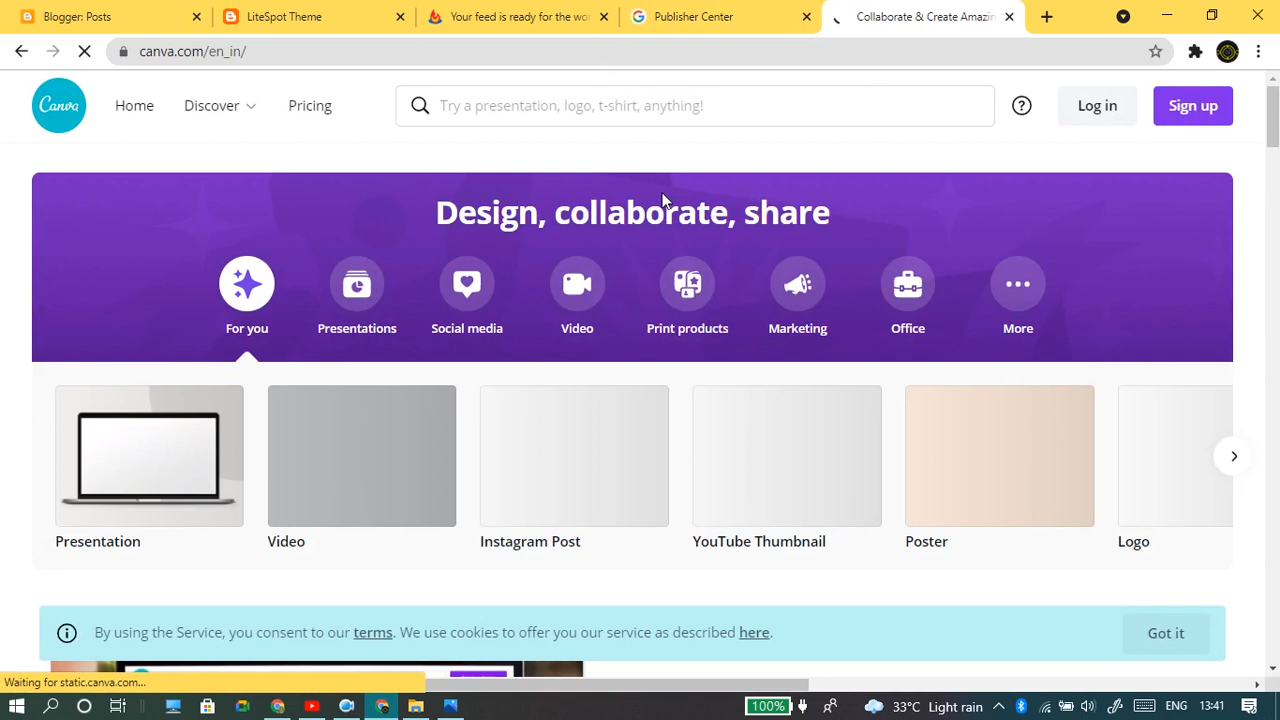 Blogger: Posts
LiteSpot Theme
Your feed is ready for the wor
Publisher Center
Collaborate & Create Amazin
canva.com/en_in/
Canva
Home
Discover
Pricing
Try a presentation, logo, t-shirt, anything!
Log in
Sign up
Design, collaborate, share
For you
Presentations
Social media
Video
Print products
Marketing
Office
More
Presentation
Video
Instagram Post
YouTube Thumbnail
Poster
Logo
By using the Service, you consent to our terms. We use cookies to offer you our service as described here.
Got it
Waiting for static.canva.com...
100%
33°C Light rain
ENG
13:41